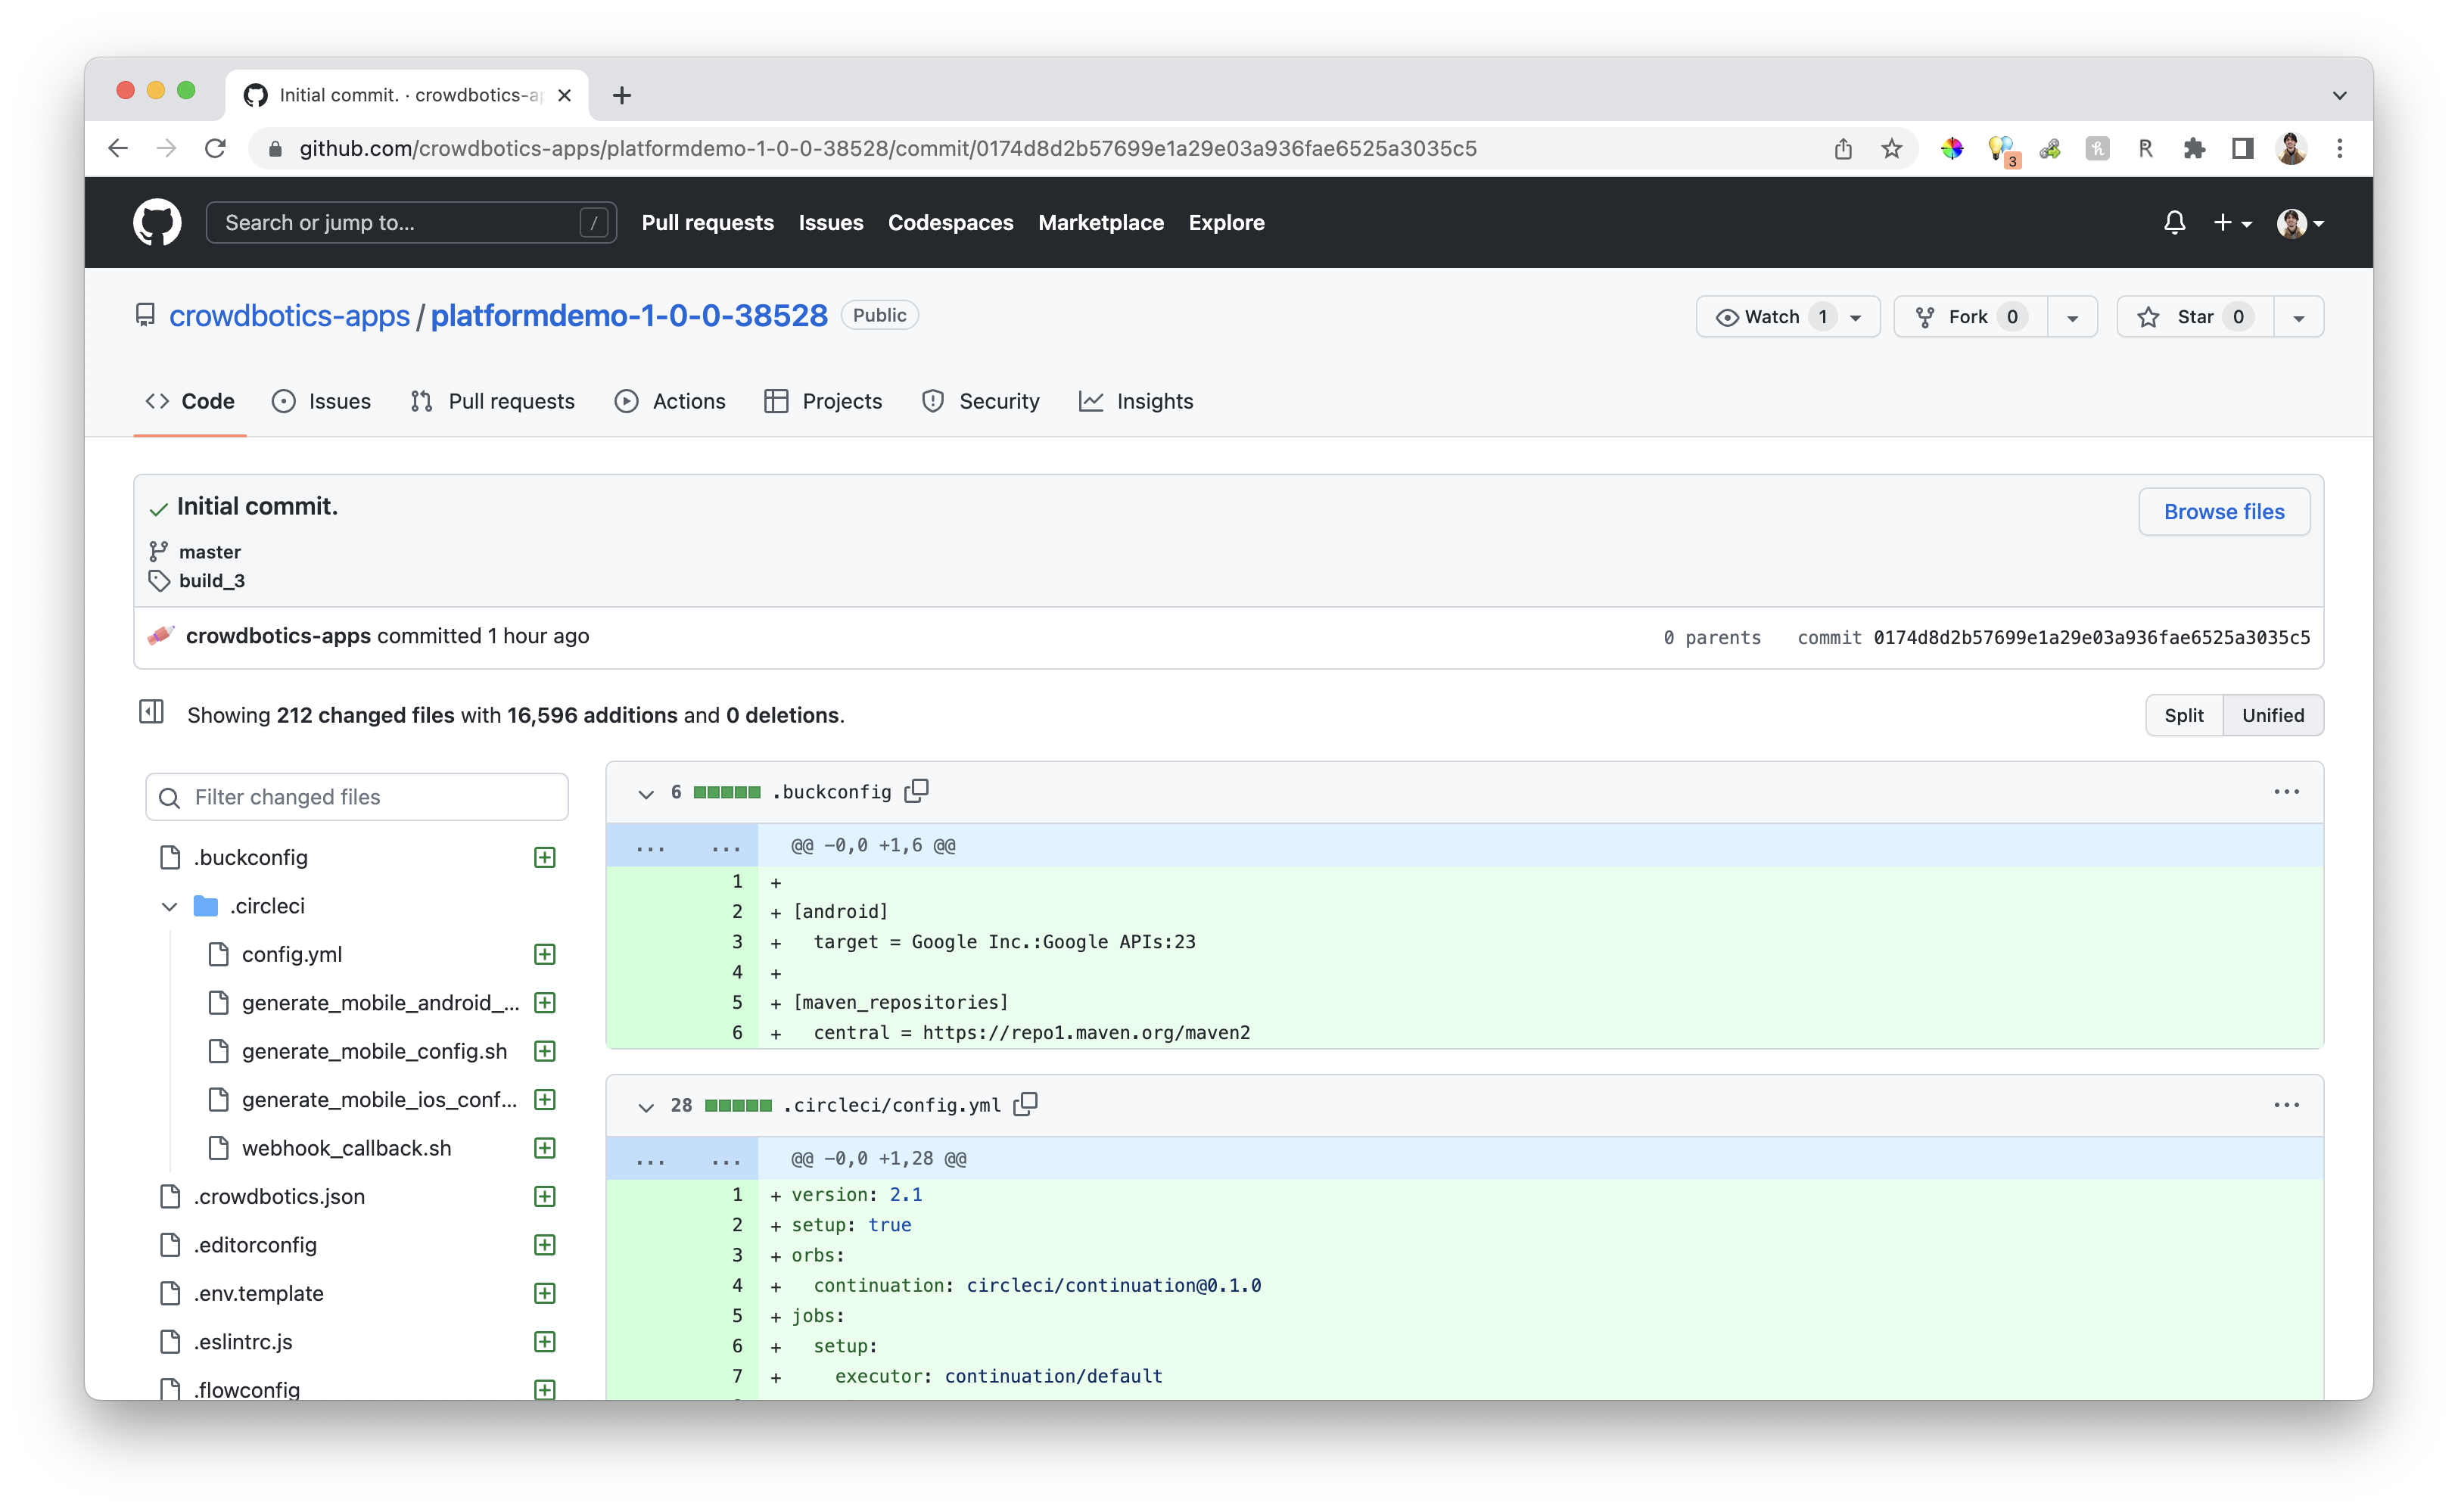 Initial commit. · crowdbotics-a
github.com/crowdbotics-apps/platformdemo-1-0-0-38528/commit/0174d8d2b57699e1a29e03a936fae6525a3035c5
3
Search or jump to... /
Pull requests Issues Codespaces Marketplace Explore
crowdbotics-apps / platformdemo-1-0-0-38528 Public
Watch 1 Fork 0 Star 0
Code Issues Pull requests Actions Projects Security Insights
Initial commit.
Browse files
master
build_3
crowdbotics-apps committed 1 hour ago
0 parents commit 0174d8d2b57699e1a29e03a936fae6525a3035c5
Showing 212 changed files with 16,596 additions and 0 deletions.
Split Unified
Filter changed files
.buckconfig
.circleci
config.yml
generate_mobile_android_...
generate_mobile_config.sh
generate_mobile_ios_conf...
webhook_callback.sh
.crowdbotics.json
.editorconfig
.env.template
.eslintrc.js
.flowconfig
6 .buckconfig
... ... @@ -0,0 +1,6 @@
1 +
2 + [android]
3 + target = Google Inc.:Google APIs:23
4 +
5 + [maven_repositories]
6 + central = https://repo1.maven.org/maven2
28 .circleci/config.yml
... ... @@ -0,0 +1,28 @@
1 + version: 2.1
2 + setup: true
3 + orbs:
4 + continuation: circleci/continuation@0.1.0
5 + jobs:
6 + setup:
7 + executor: continuation/default